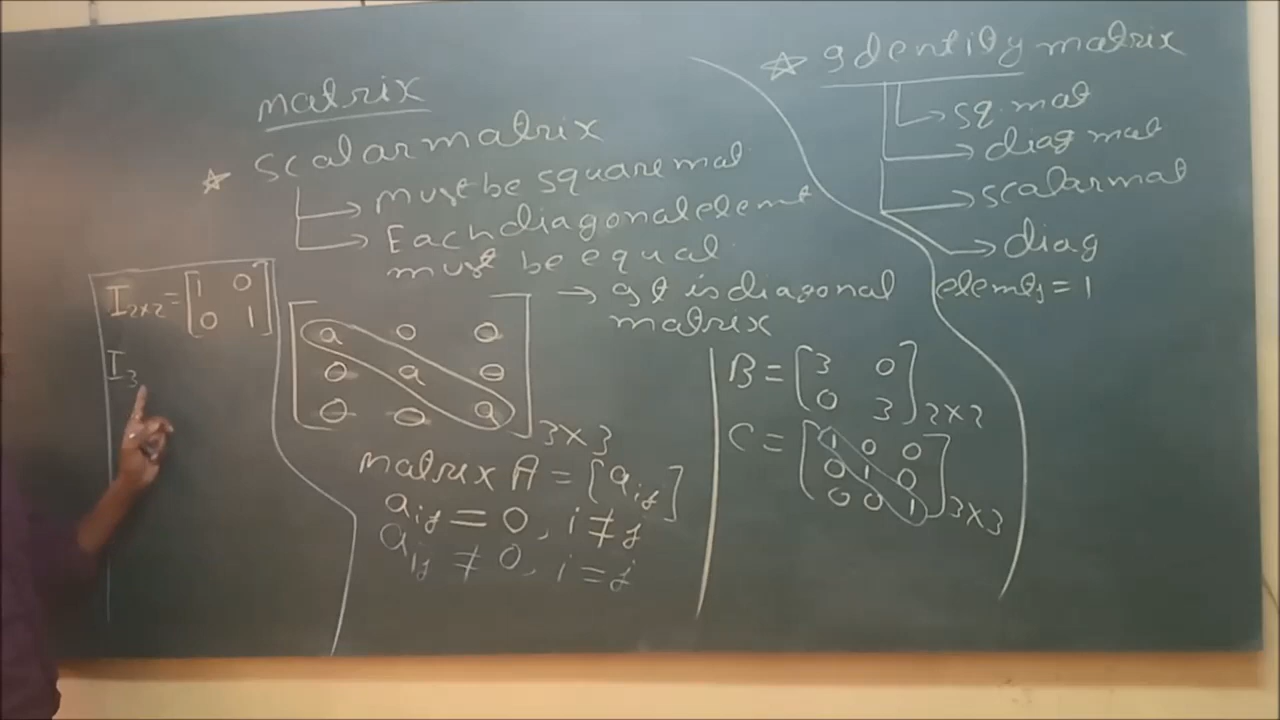 matrix
☆ scalar matrix
→ must be square mat
→ Each diagonal element
must be equal
→ It is diagonal
matrix
I2×2 = [1 0
0 1]
I3
[a 0 0
0 a 0
0 0 a]3×3
matrix A = [aij]
aij = 0, i ≠ j
aij ≠ 0, i = j
B = [3 0
0 3]2×2
C = [1 0 0
0 1 0
0 0 1]3×3
☆ Identity matrix
→ sq. mat
→ diag mat
→ scalar mat
→ diag
elements = 1